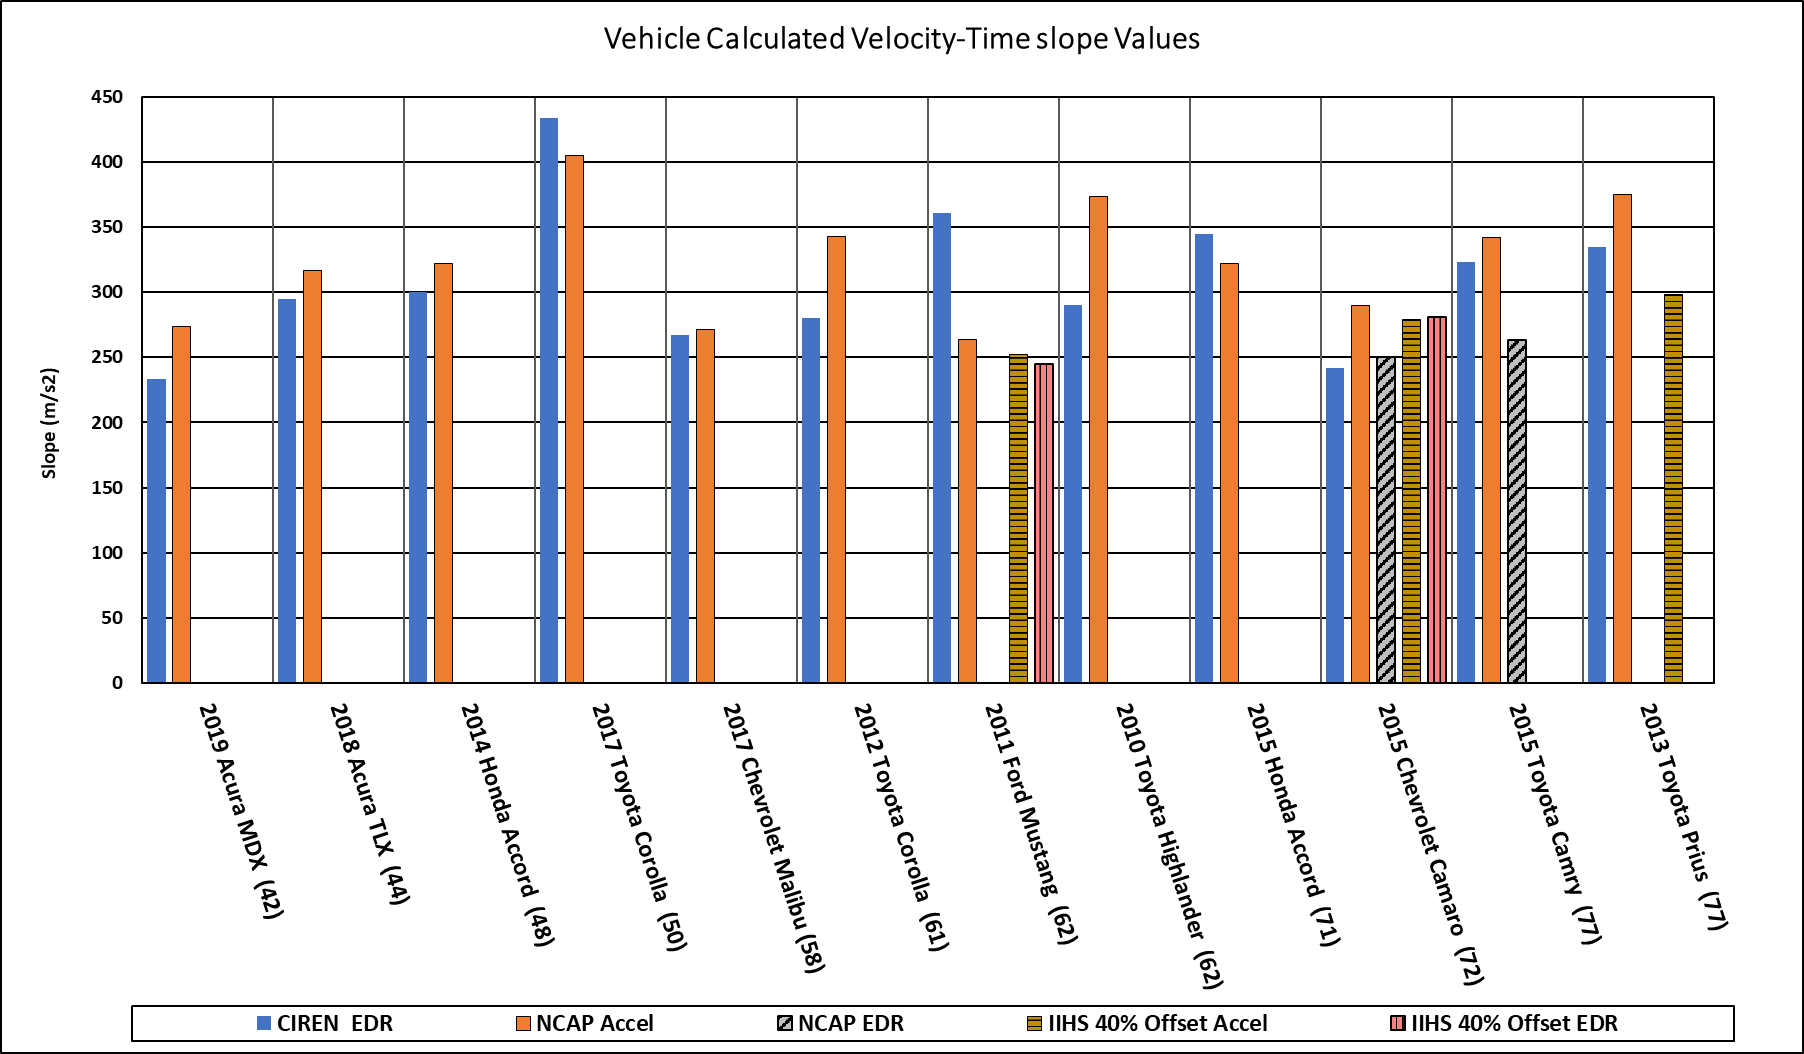 Vehicle Calculated Velocity-Time slope Values
450
400
350
300
250
200
150
100
50
0
Slope (m/s2)
2019 Acura MDX (42)
2018 Acura TLX (44)
2014 Honda Accord (48)
2017 Toyota Corolla (50)
2017 Chevrolet Malibu (58)
2012 Toyota Corolla (61)
2011 Ford Mustang (62)
2010 Toyota Highlander (62)
2015 Honda Accord (71)
2015 Chevrolet Camaro (72)
2015 Toyota Camry (77)
2013 Toyota Prius (77)
CIREN EDR
NCAP Accel
NCAP EDR
IIHS 40% Offset Accel
IIHS 40% Offset EDR